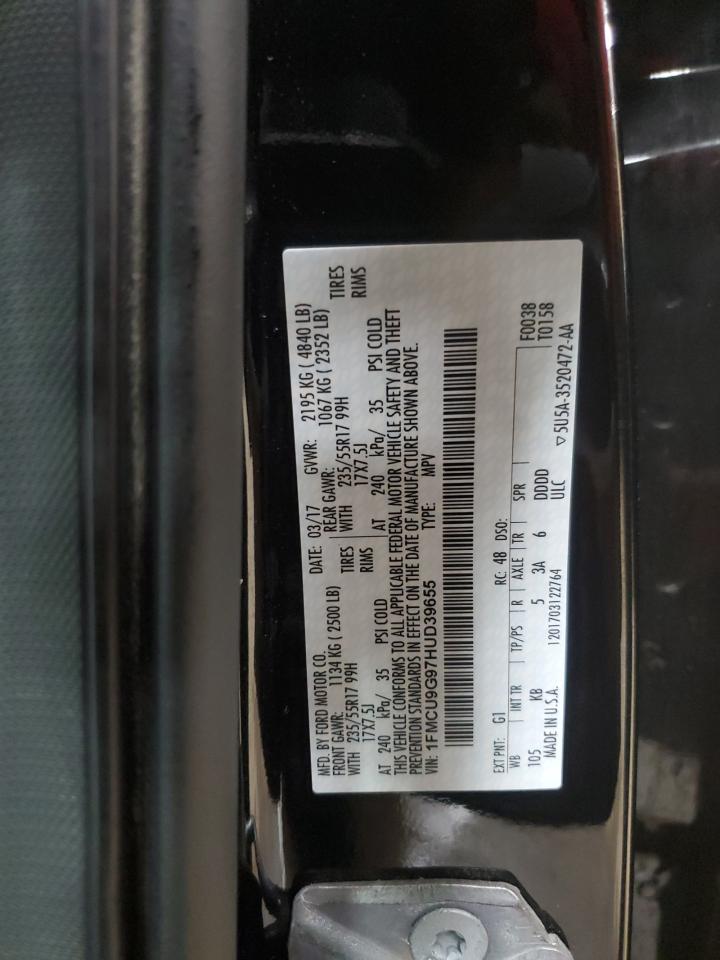 MFD. BY FORD MOTOR CO. DATE: 03/17 GVWR: 2195 KG ( 4840 LB)
FRONT GAWR: 1134 KG ( 2500 LB) REAR GAWR: 1067 KG ( 2352 LB)
WITH 235/55R17 99H TIRES WITH 235/55R17 99H TIRES
17X7.5J RIMS 17X7.5J RIMS
AT 240 kPa/ 35 PSI COLD AT 240 kPa/ 35 PSI COLD
THIS VEHICLE CONFORMS TO ALL APPLICABLE FEDERAL MOTOR VEHICLE SAFETY AND THEFT
PREVENTION STANDARDS IN EFFECT ON THE DATE OF MANUFACTURE SHOWN ABOVE.
VIN: 1FMCU9G97HUD39655 TYPE: MPV
EXT PNT: G1 RC: 48 DSO: F0038
WB INT TR TP/PS R AXLE TR SPR T0158
105 KB 5 3A 6 DDDD
MADE IN U.S.A. 1201703122764 ULC ▽5U5A-3520472-AA